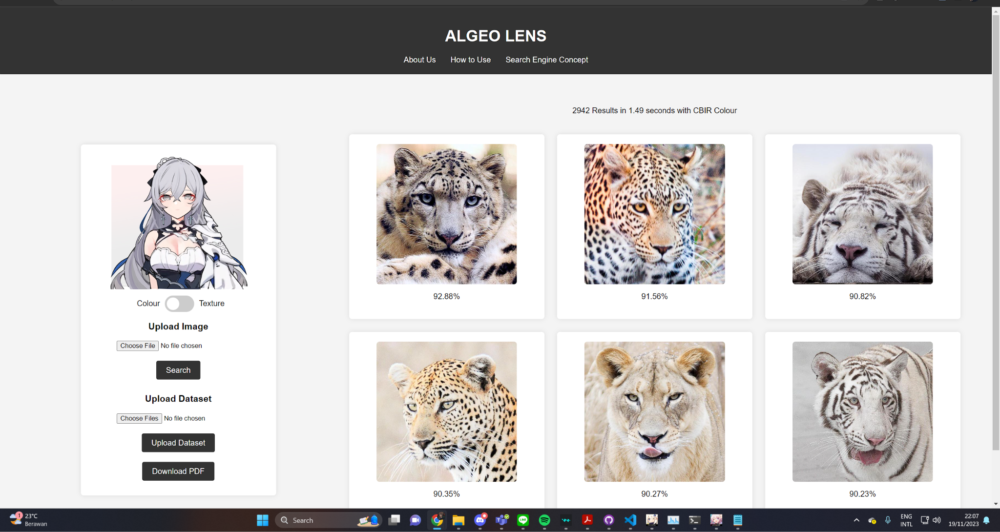 ALGEO LENS
About Us How to Use Search Engine Concept
2942 Results in 1.49 seconds with CBIR Colour
92.88% 91.56% 90.82%
Colour Texture
Upload Image
Choose File No file chosen
Search
Upload Dataset
Choose Files No file chosen
Upload Dataset
Download PDF
90.35% 90.27% 90.23%
1 23°C
Berawan
Search
ENG
INTL
22:07
19/11/2023